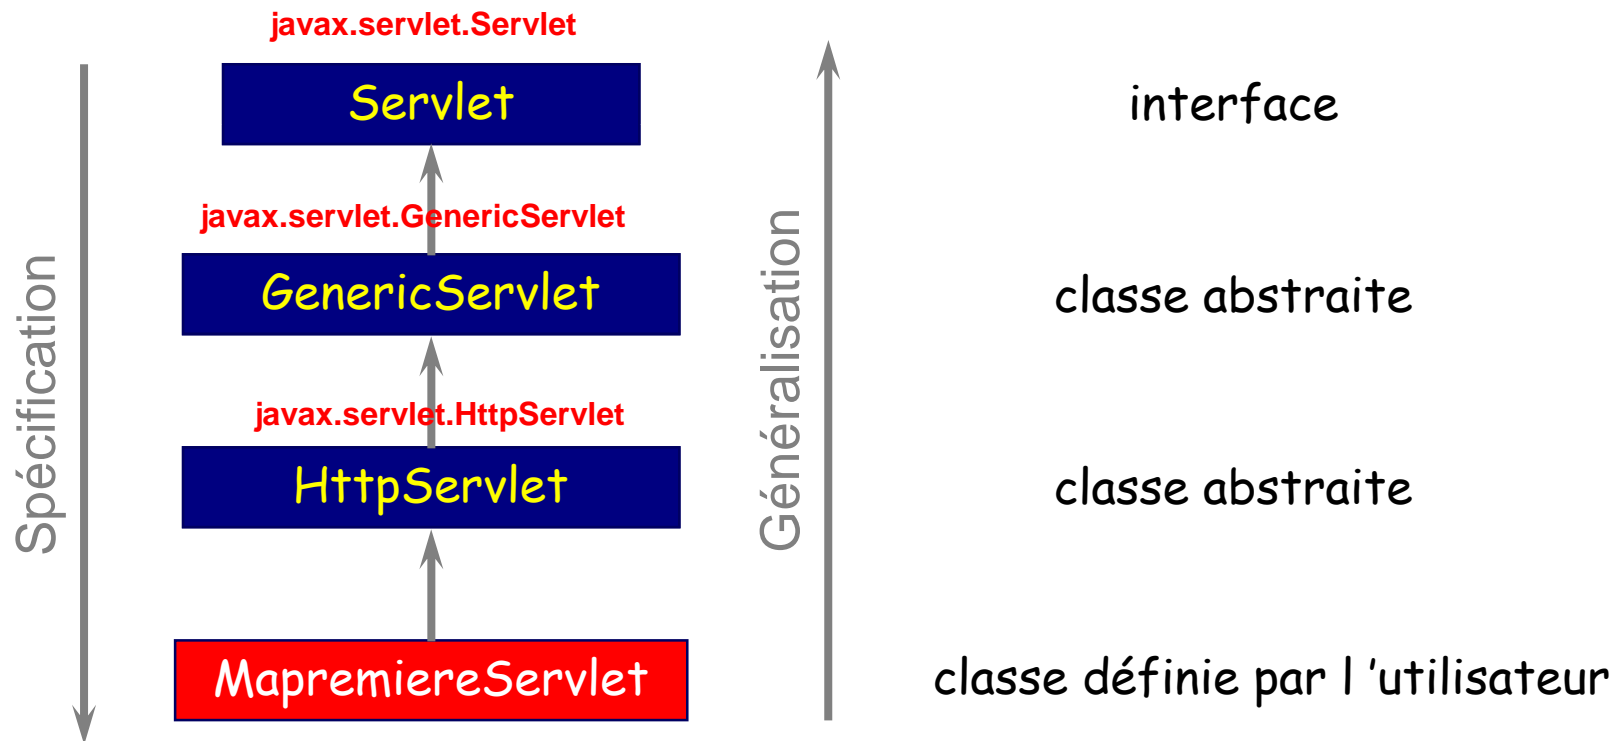 javax.servlet.Servlet
Servlet
interface
javax.servlet.GenericServlet
GenericServlet
classe abstraite
javax.servlet.HttpServlet
HttpServlet
classe abstraite
MapremiereServlet
classe définie par l 'utilisateur
Spécification
Généralisation